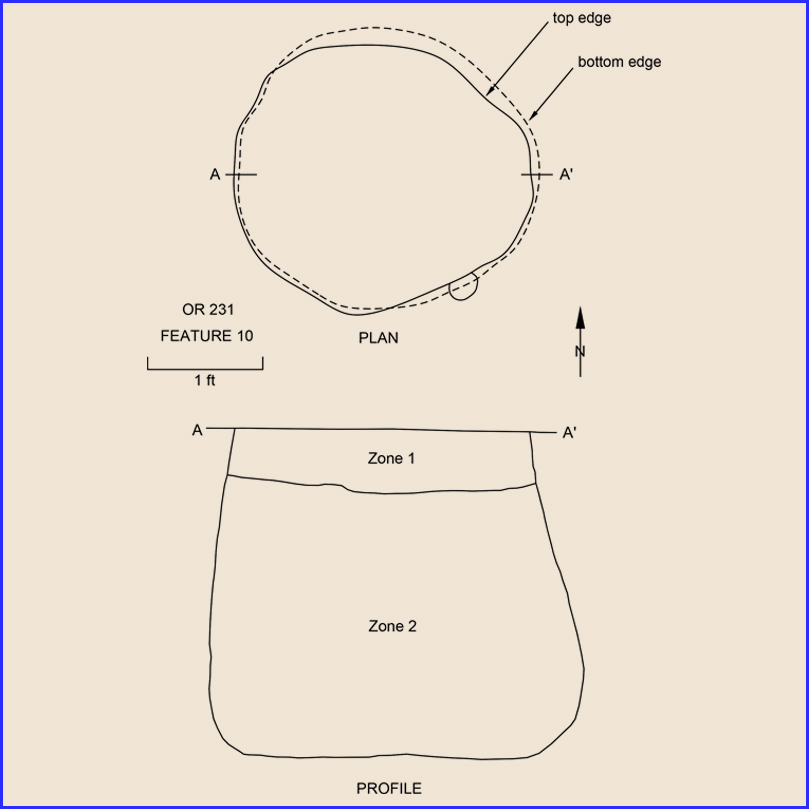 top edge
bottom edge
A
A'
OR 231
FEATURE 10
1 ft
PLAN
N
A
A'
Zone 1
Zone 2
PROFILE